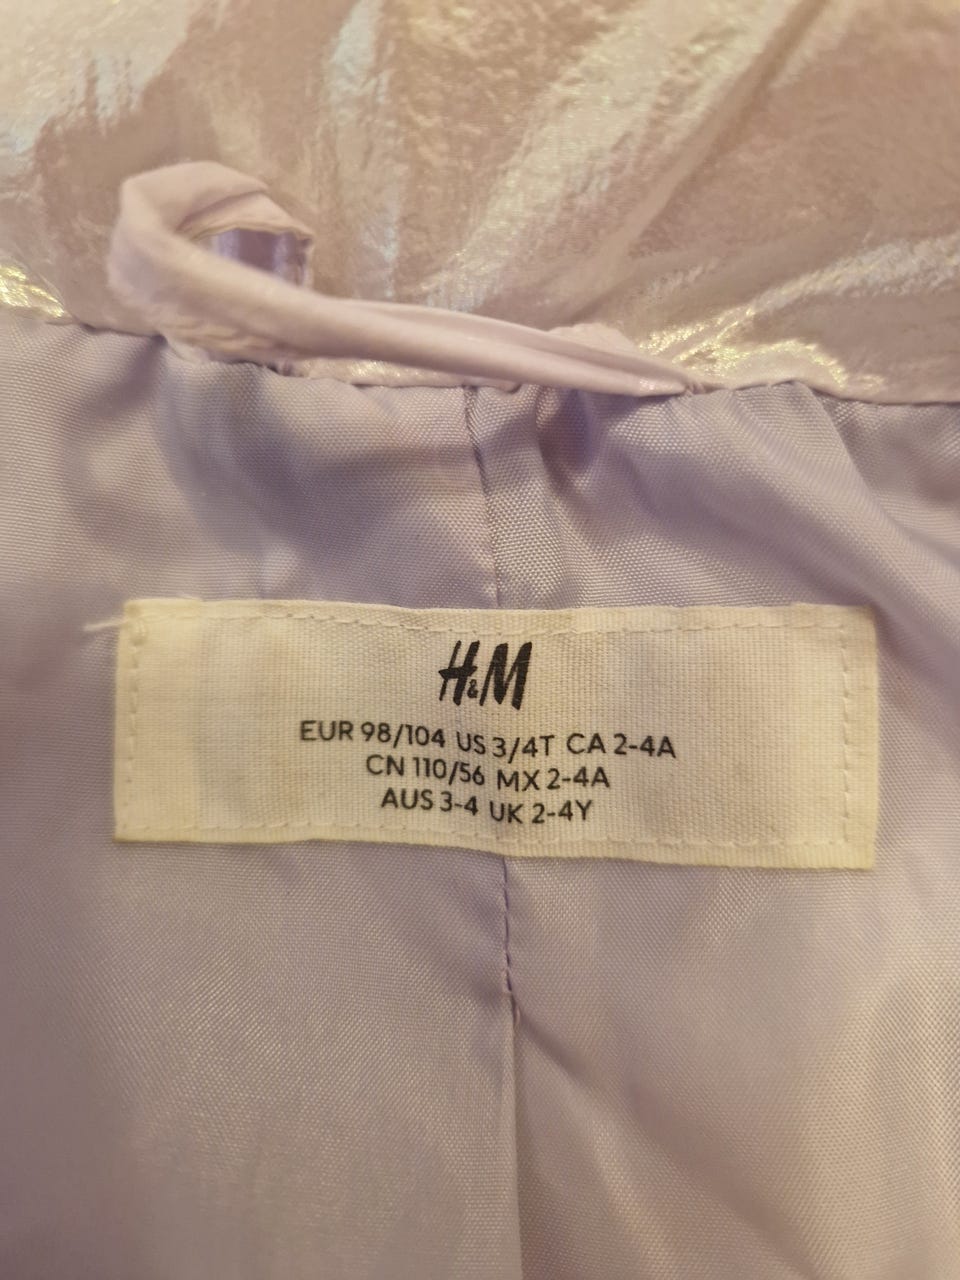 H&M
EUR 98/104 US 3/4T CA 2-4A
CN 110/56 MX 2-4A
AUS 3-4 UK 2-4Y